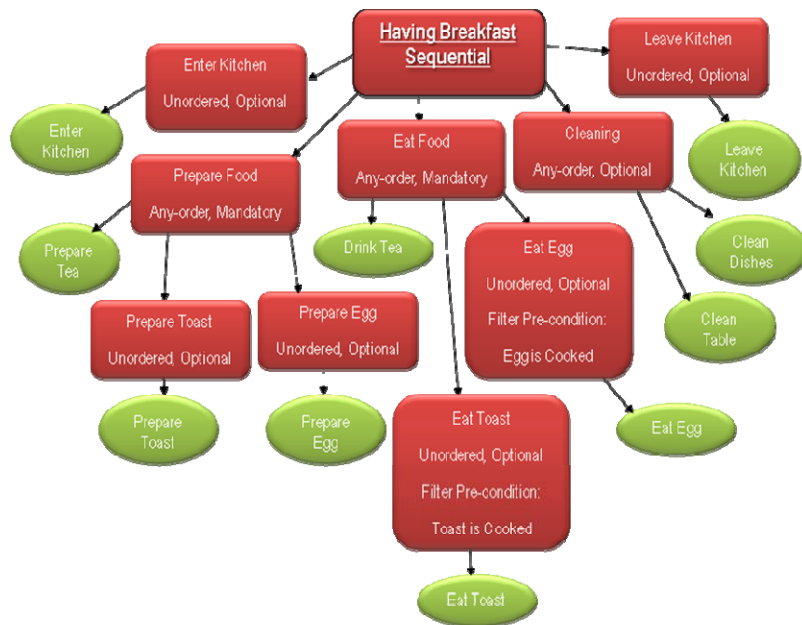 Having Breakfast
Sequential
Enter Kitchen
Unordered, Optional
Leave Kitchen
Unordered, Optional
Enter
Kitchen
Prepare Food
Any-order, Mandatory
Eat Food
Any-order, Mandatory
Cleaning
Any-order, Optional
Leave
Kitchen
Prepare
Tea
Drink Tea
Eat Egg
Unordered, Optional
Filter Pre-condition:
Egg is Cooked
Clean
Dishes
Prepare Toast
Unordered, Optional
Prepare Egg
Unordered, Optional
Clean
Table
Prepare
Toast
Prepare
Egg
Eat Toast
Unordered, Optional
Filter Pre-condition:
Toast is Cooked
Eat Egg
Eat Toast